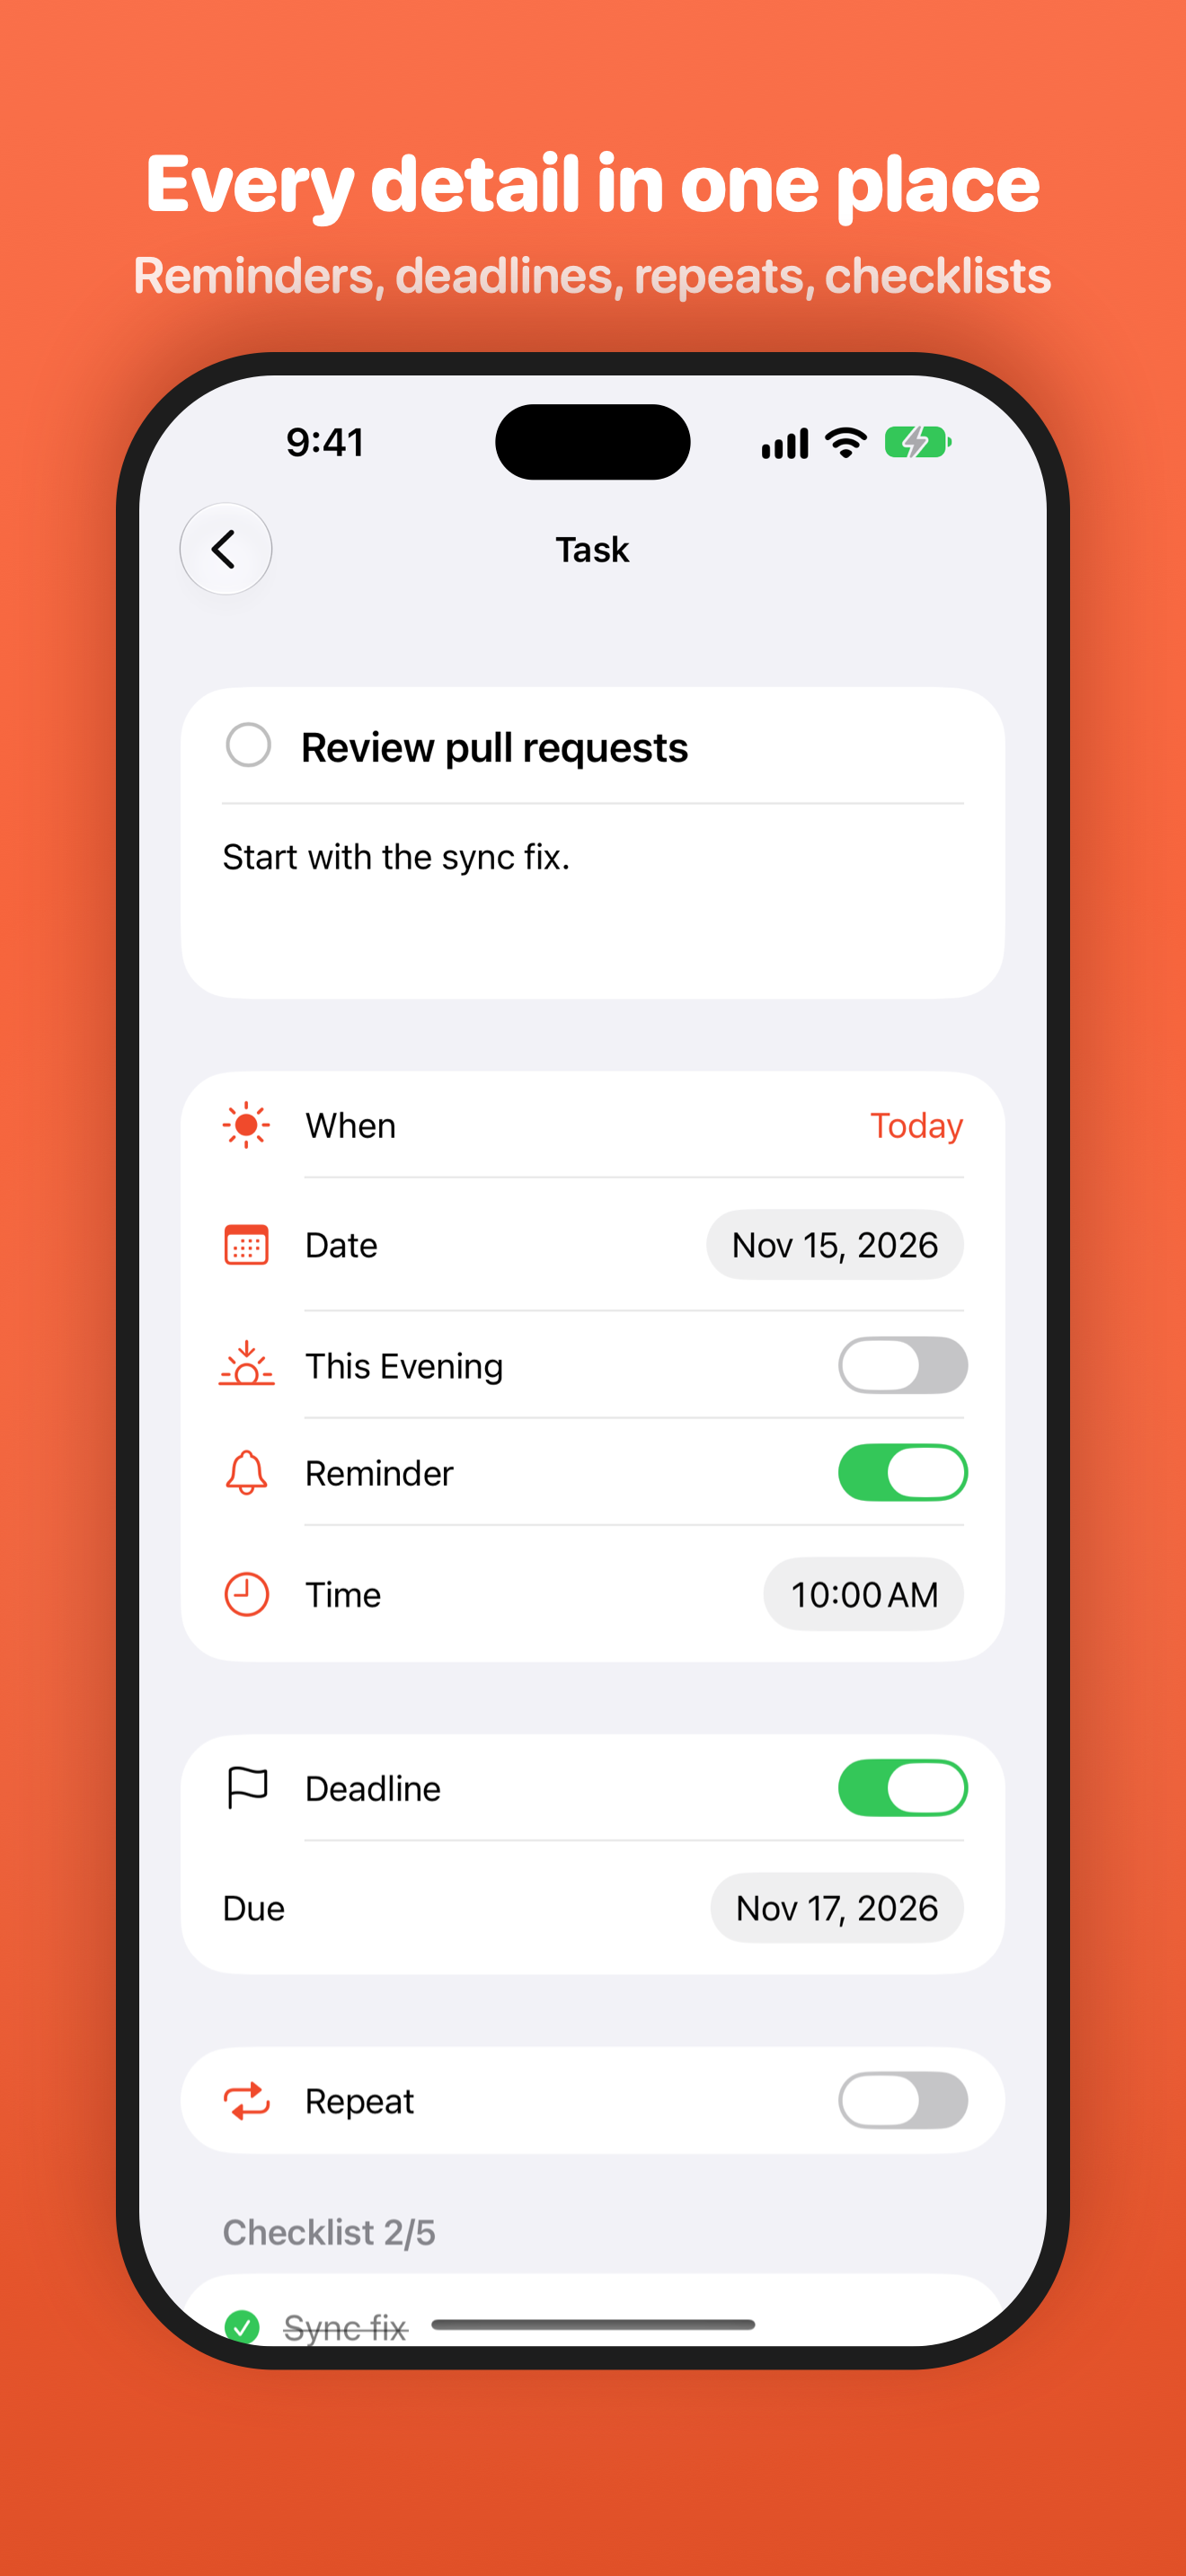 Every detail in one place
Reminders, deadlines, repeats, checklists
9:41
Task
Review pull requests
Start with the sync fix.
When Today
Date Nov 15, 2026
This Evening
Reminder
Time 10:00 AM
Deadline
Due Nov 17, 2026
Repeat
Checklist 2/5
Sync fix